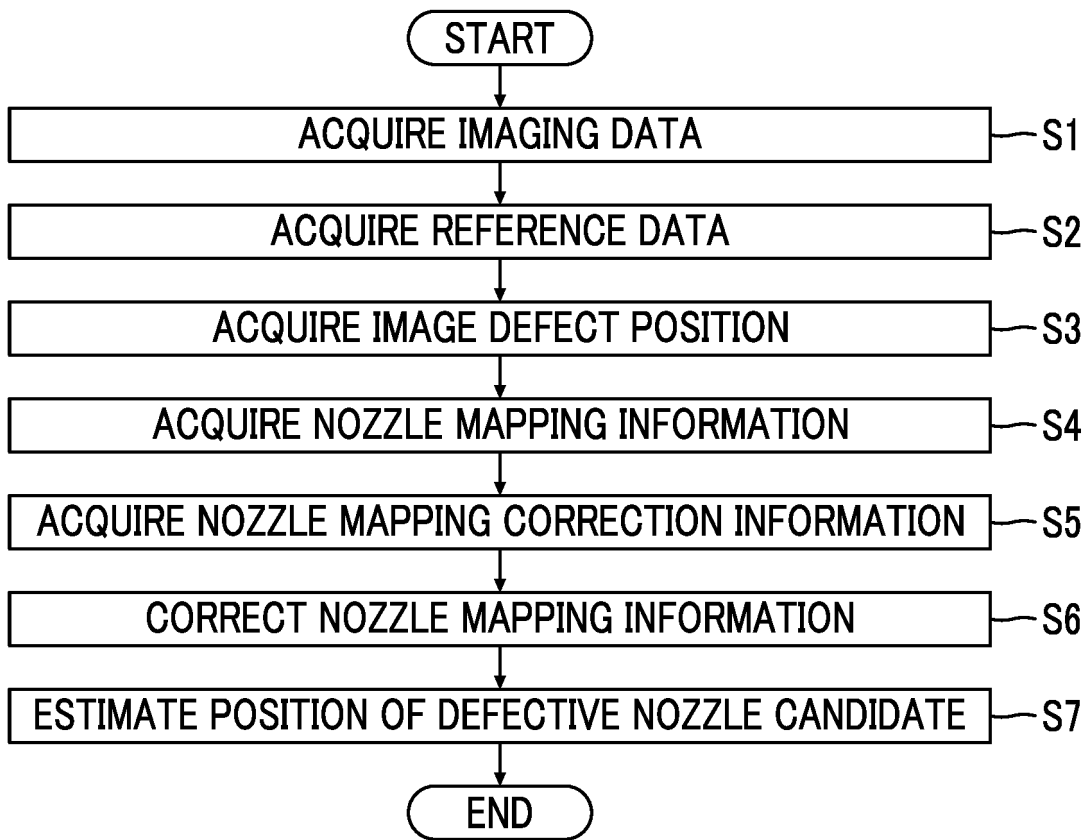 START
ACQUIRE IMAGING DATA S1
ACQUIRE REFERENCE DATA S2
ACQUIRE IMAGE DEFECT POSITION S3
ACQUIRE NOZZLE MAPPING INFORMATION S4
ACQUIRE NOZZLE MAPPING CORRECTION INFORMATION S5
CORRECT NOZZLE MAPPING INFORMATION S6
ESTIMATE POSITION OF DEFECTIVE NOZZLE CANDIDATE S7
END